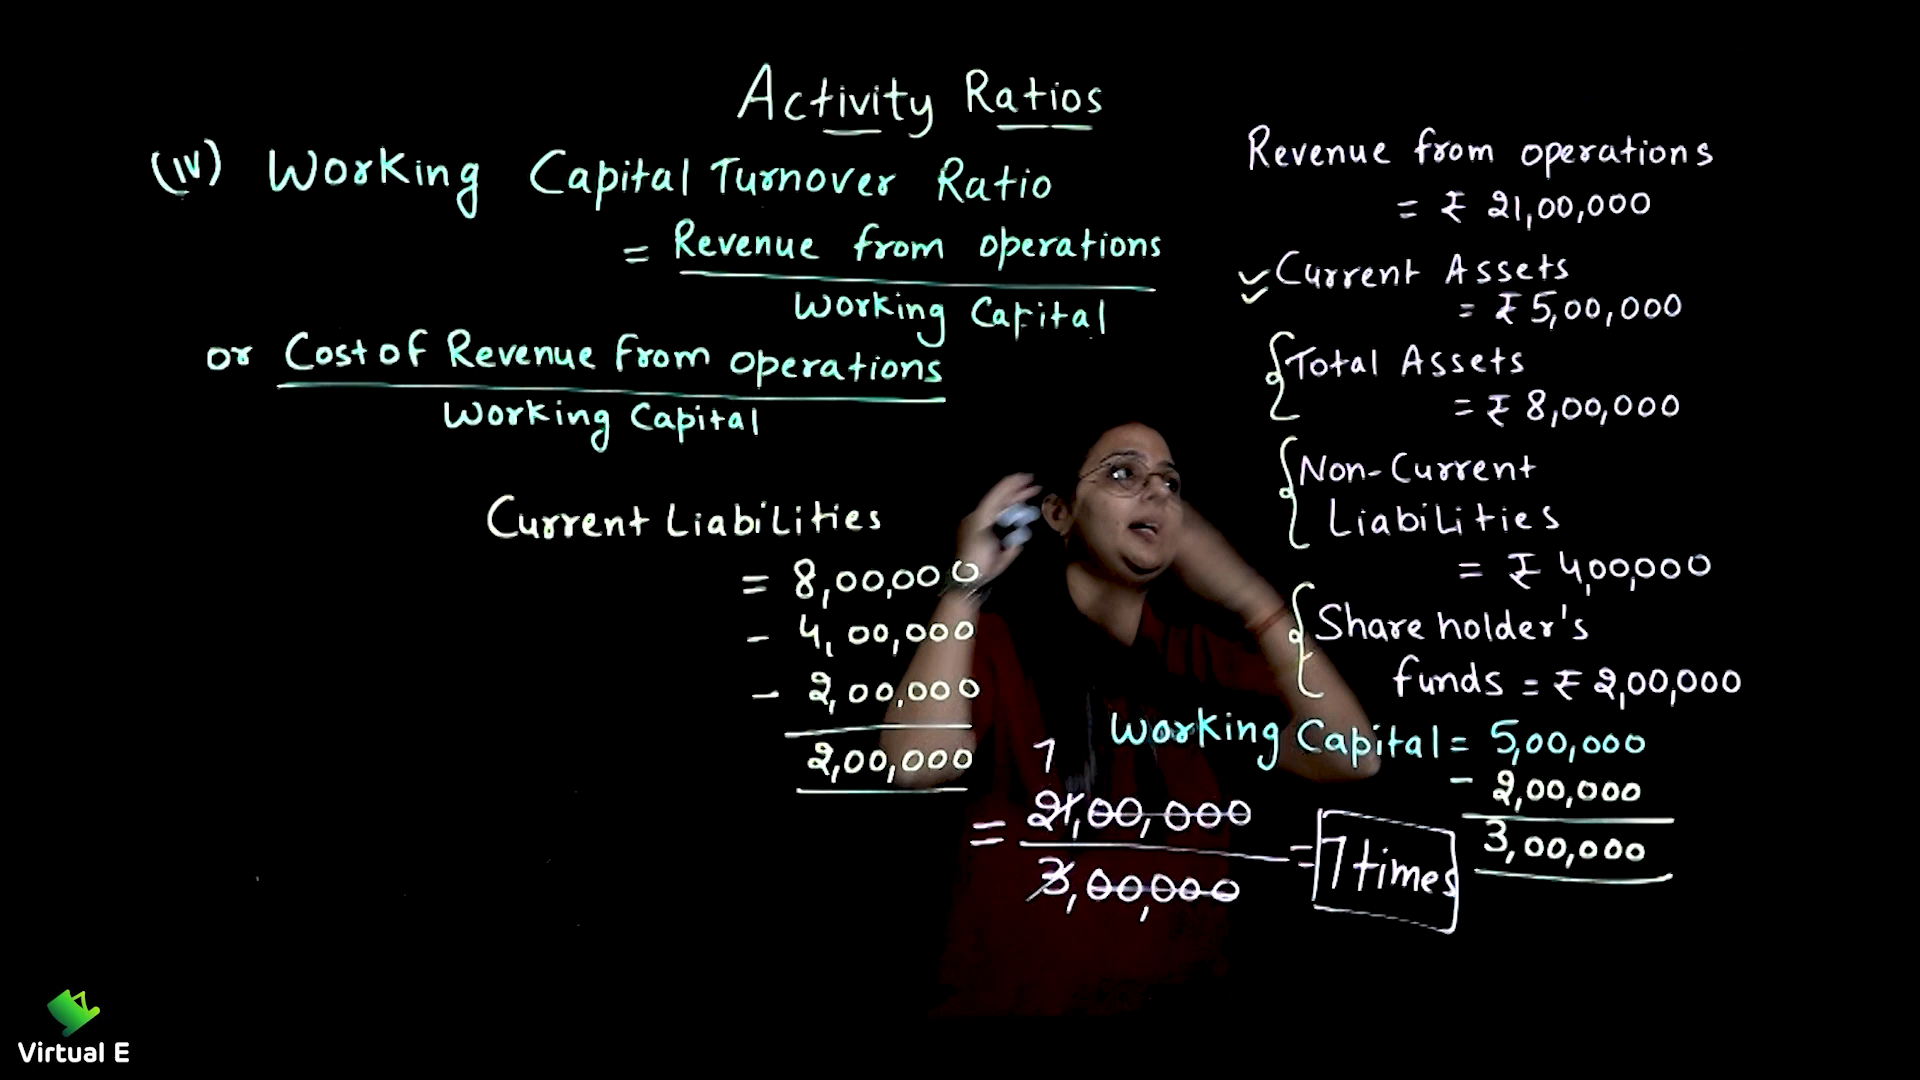 Activity Ratios
(iv) Working Capital Turnover Ratio
= Revenue from operations
Working Capital
or Cost of Revenue from operations
Working Capital
Current Liabilities
= 8,00,000
- 4,00,000
- 2,00,000
2,00,000
Revenue from operations
= ₹ 21,00,000
Current Assets
= ₹ 5,00,000
Total Assets
= ₹ 8,00,000
Non-Current
Liabilities
= ₹ 4,00,000
Share holder's
funds = ₹ 2,00,000
Working Capital = 5,00,000
- 2,00,000
3,00,000
7
= 21,00,000 = 7 times
3,00,000
Virtual E